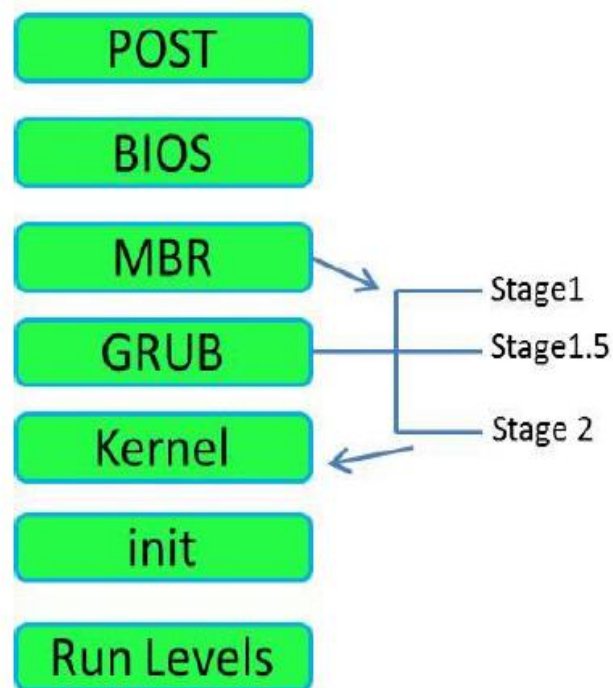 POST
BIOS
MBR
Stage1
GRUB
Stage1.5
Kernel
Stage 2
init
Run Levels